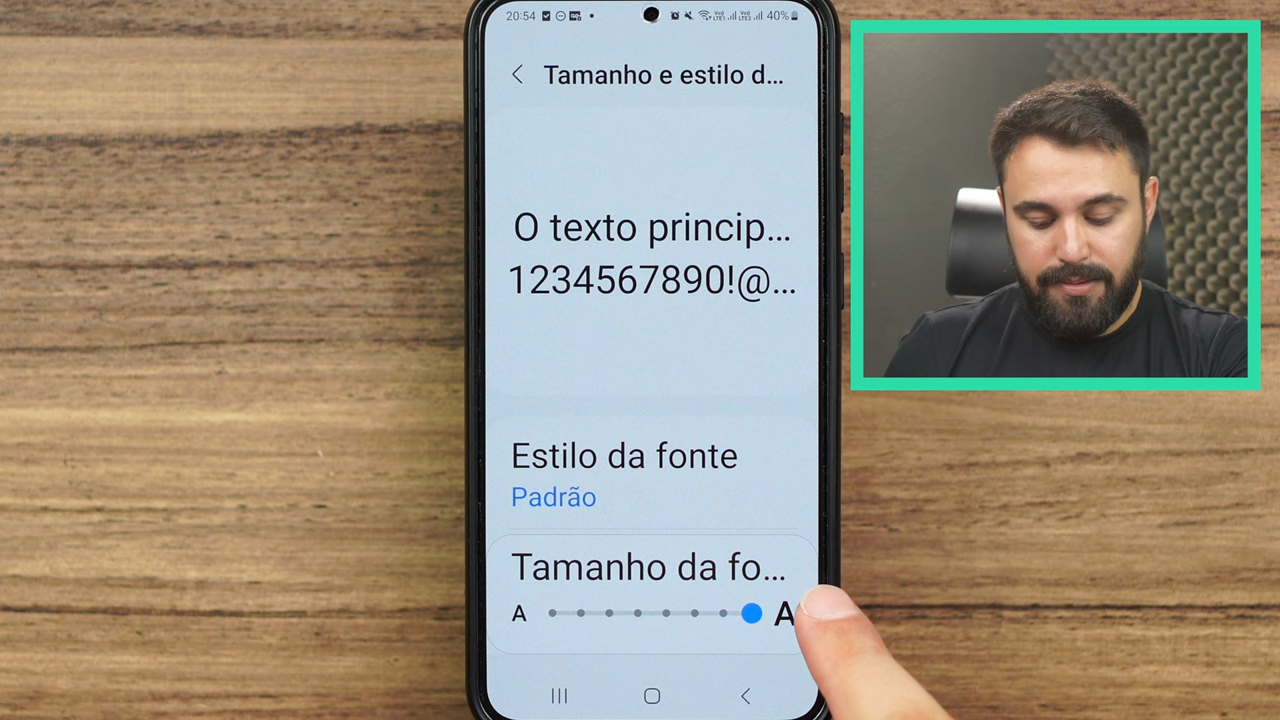 20:54 40%
Tamanho e estilo d...
O texto princip...
1234567890!@...
Estilo da fonte
Padrão
Tamanho da fo...
A A